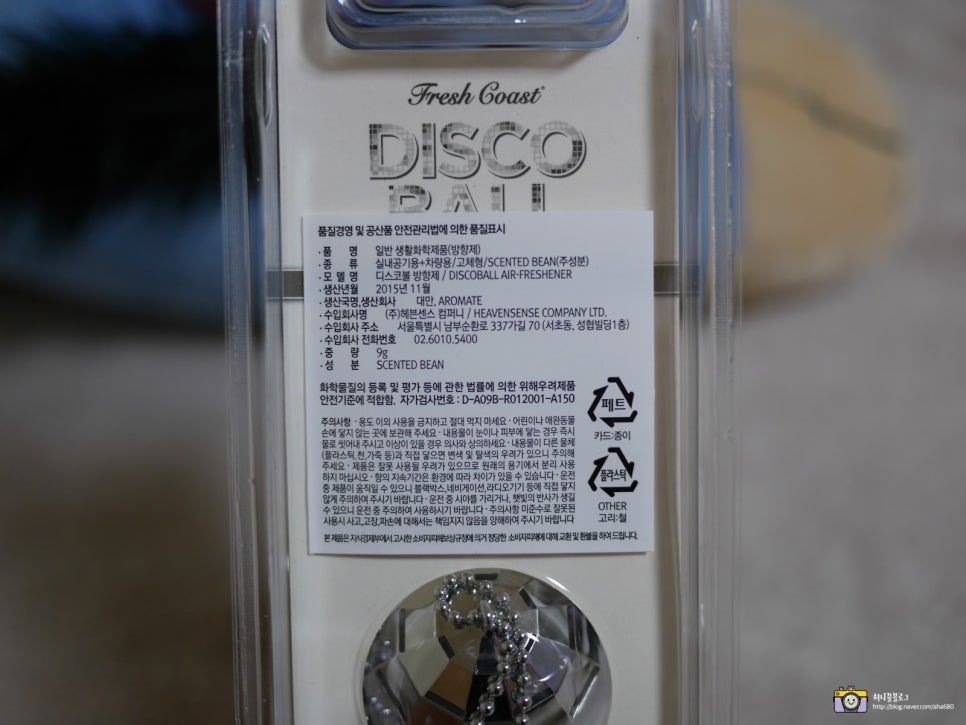 Fresh Coast
DISCO
BALL
품질경영 및 공산품 안전관리법에 의한 품질표시
· 품 명 일반 생활화학제품(방향제)
· 종 류 실내공기용+차량용/고체형/SCENTED BEAN(주성분)
· 모 델 명 디스코볼 방향제 / DISCOBALL AIR-FRESHENER
· 생산년월 2015년 11월
· 생산국명,생산회사 대만, AROMATE
· 수입회사명 (주)헤븐센스 컴퍼니 / HEAVENSENSE COMPANY LTD.
· 수입회사 주소 서울특별시 남부순환로 337가길 70 (서초동, 성협빌딩1층)
· 수입회사 전화번호 02.6010.5400
· 중 량 9g
· 성 분 SCENTED BEAN
화학물질의 등록 및 평가 등에 관한 법률에 의한 위해우려제품
안전기준에 적합함. 자가검사번호 : D-A09B-R012001-A150
페트
카드:종이
주의사항 · 용도 이외의 사용을 금지하고 절대 먹지 마세요 · 어린이나 애완동물
손에 닿지 않는 곳에 보관해 주세요 · 내용물이 눈이나 피부에 닿는 경우 즉시
물로 씻어내 주시고 이상이 있을 경우 의사와 상의하세요 · 내용물이 다른 물체
(플라스틱,천,가죽 등)과 직접 닿으면 변색 및 탈색의 우려가 있으니 주의해
주세요 · 제품은 잘못 사용될 우려가 있으므로 원래의 용기에서 분리 사용
하지 마십시오 · 향의 지속기간은 환경에 따라 차이가 있을 수 있습니다 · 운전
중 제품이 움직일 수 있으니 블랙박스,네비게이션,라디오기기 등에 직접 닿지
않게 주의하여 주시기 바랍니다 · 운전 중 시야를 가리거나, 햇빛의 반사가 생길
수 있으니 운전 중 주의하여 사용하시기 바랍니다 · 주의사항 미준수로 잘못된
사용시 사고,고장,파손에 대해서는 책임지지 않음을 양해하여 주시기 바랍니다
플라스틱
OTHER
고리:철
본 제품은 지식경제부에서 고시한 소비자피해보상규정에 의거 정당한 소비자피해에 대해 교환 및 환불을 하여 드립니다.
허니꿀블로그
http://blog.naver.com/aha680